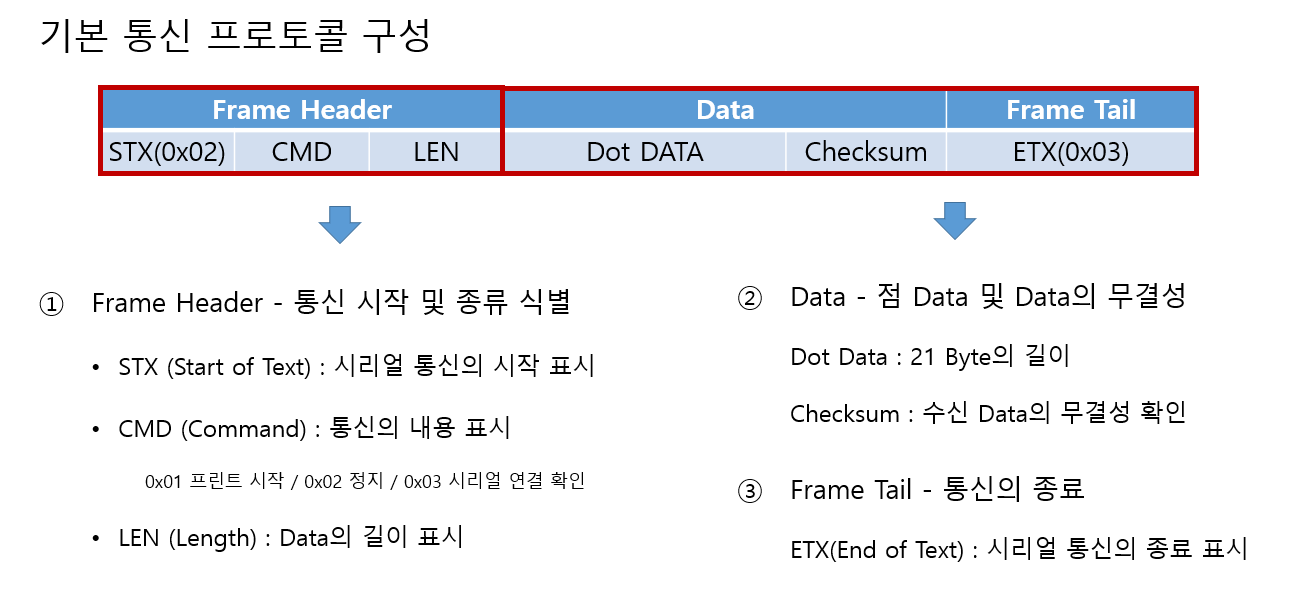 기본 통신 프로토콜 구성
Frame Header Data Frame Tail
STX(0x02) CMD LEN Dot DATA Checksum ETX(0x03)
① Frame Header - 통신 시작 및 종류 식별
• STX (Start of Text) : 시리얼 통신의 시작 표시
• CMD (Command) : 통신의 내용 표시
0x01 프린트 시작 / 0x02 정지 / 0x03 시리얼 연결 확인
• LEN (Length) : Data의 길이 표시
② Data - 점 Data 및 Data의 무결성
Dot Data : 21 Byte의 길이
Checksum : 수신 Data의 무결성 확인
③ Frame Tail - 통신의 종료
ETX(End of Text) : 시리얼 통신의 종료 표시